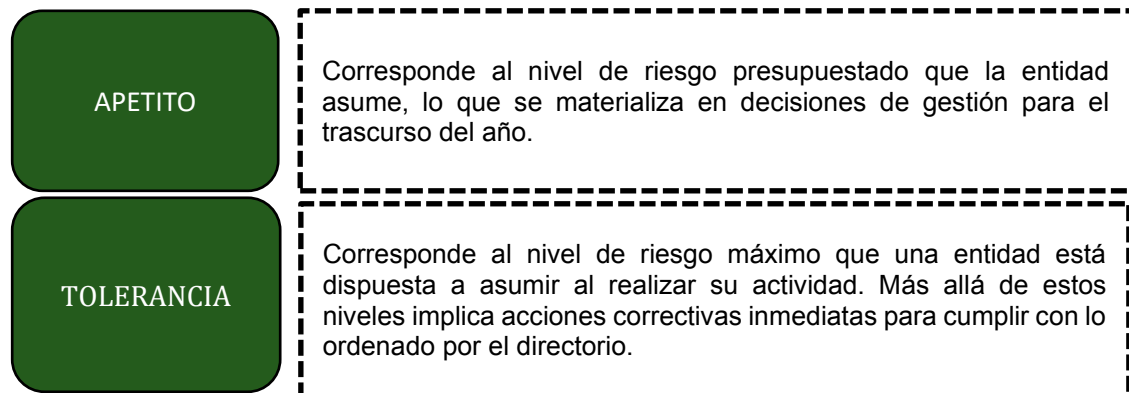 APETITO
Corresponde al nivel de riesgo presupuestado que la entidad
asume, lo que se materializa en decisiones de gestión para el
trascurso del año.
TOLERANCIA
Corresponde al nivel de riesgo máximo que una entidad está
dispuesta a asumir al realizar su actividad. Más allá de estos
niveles implica acciones correctivas inmediatas para cumplir con lo
ordenado por el directorio.